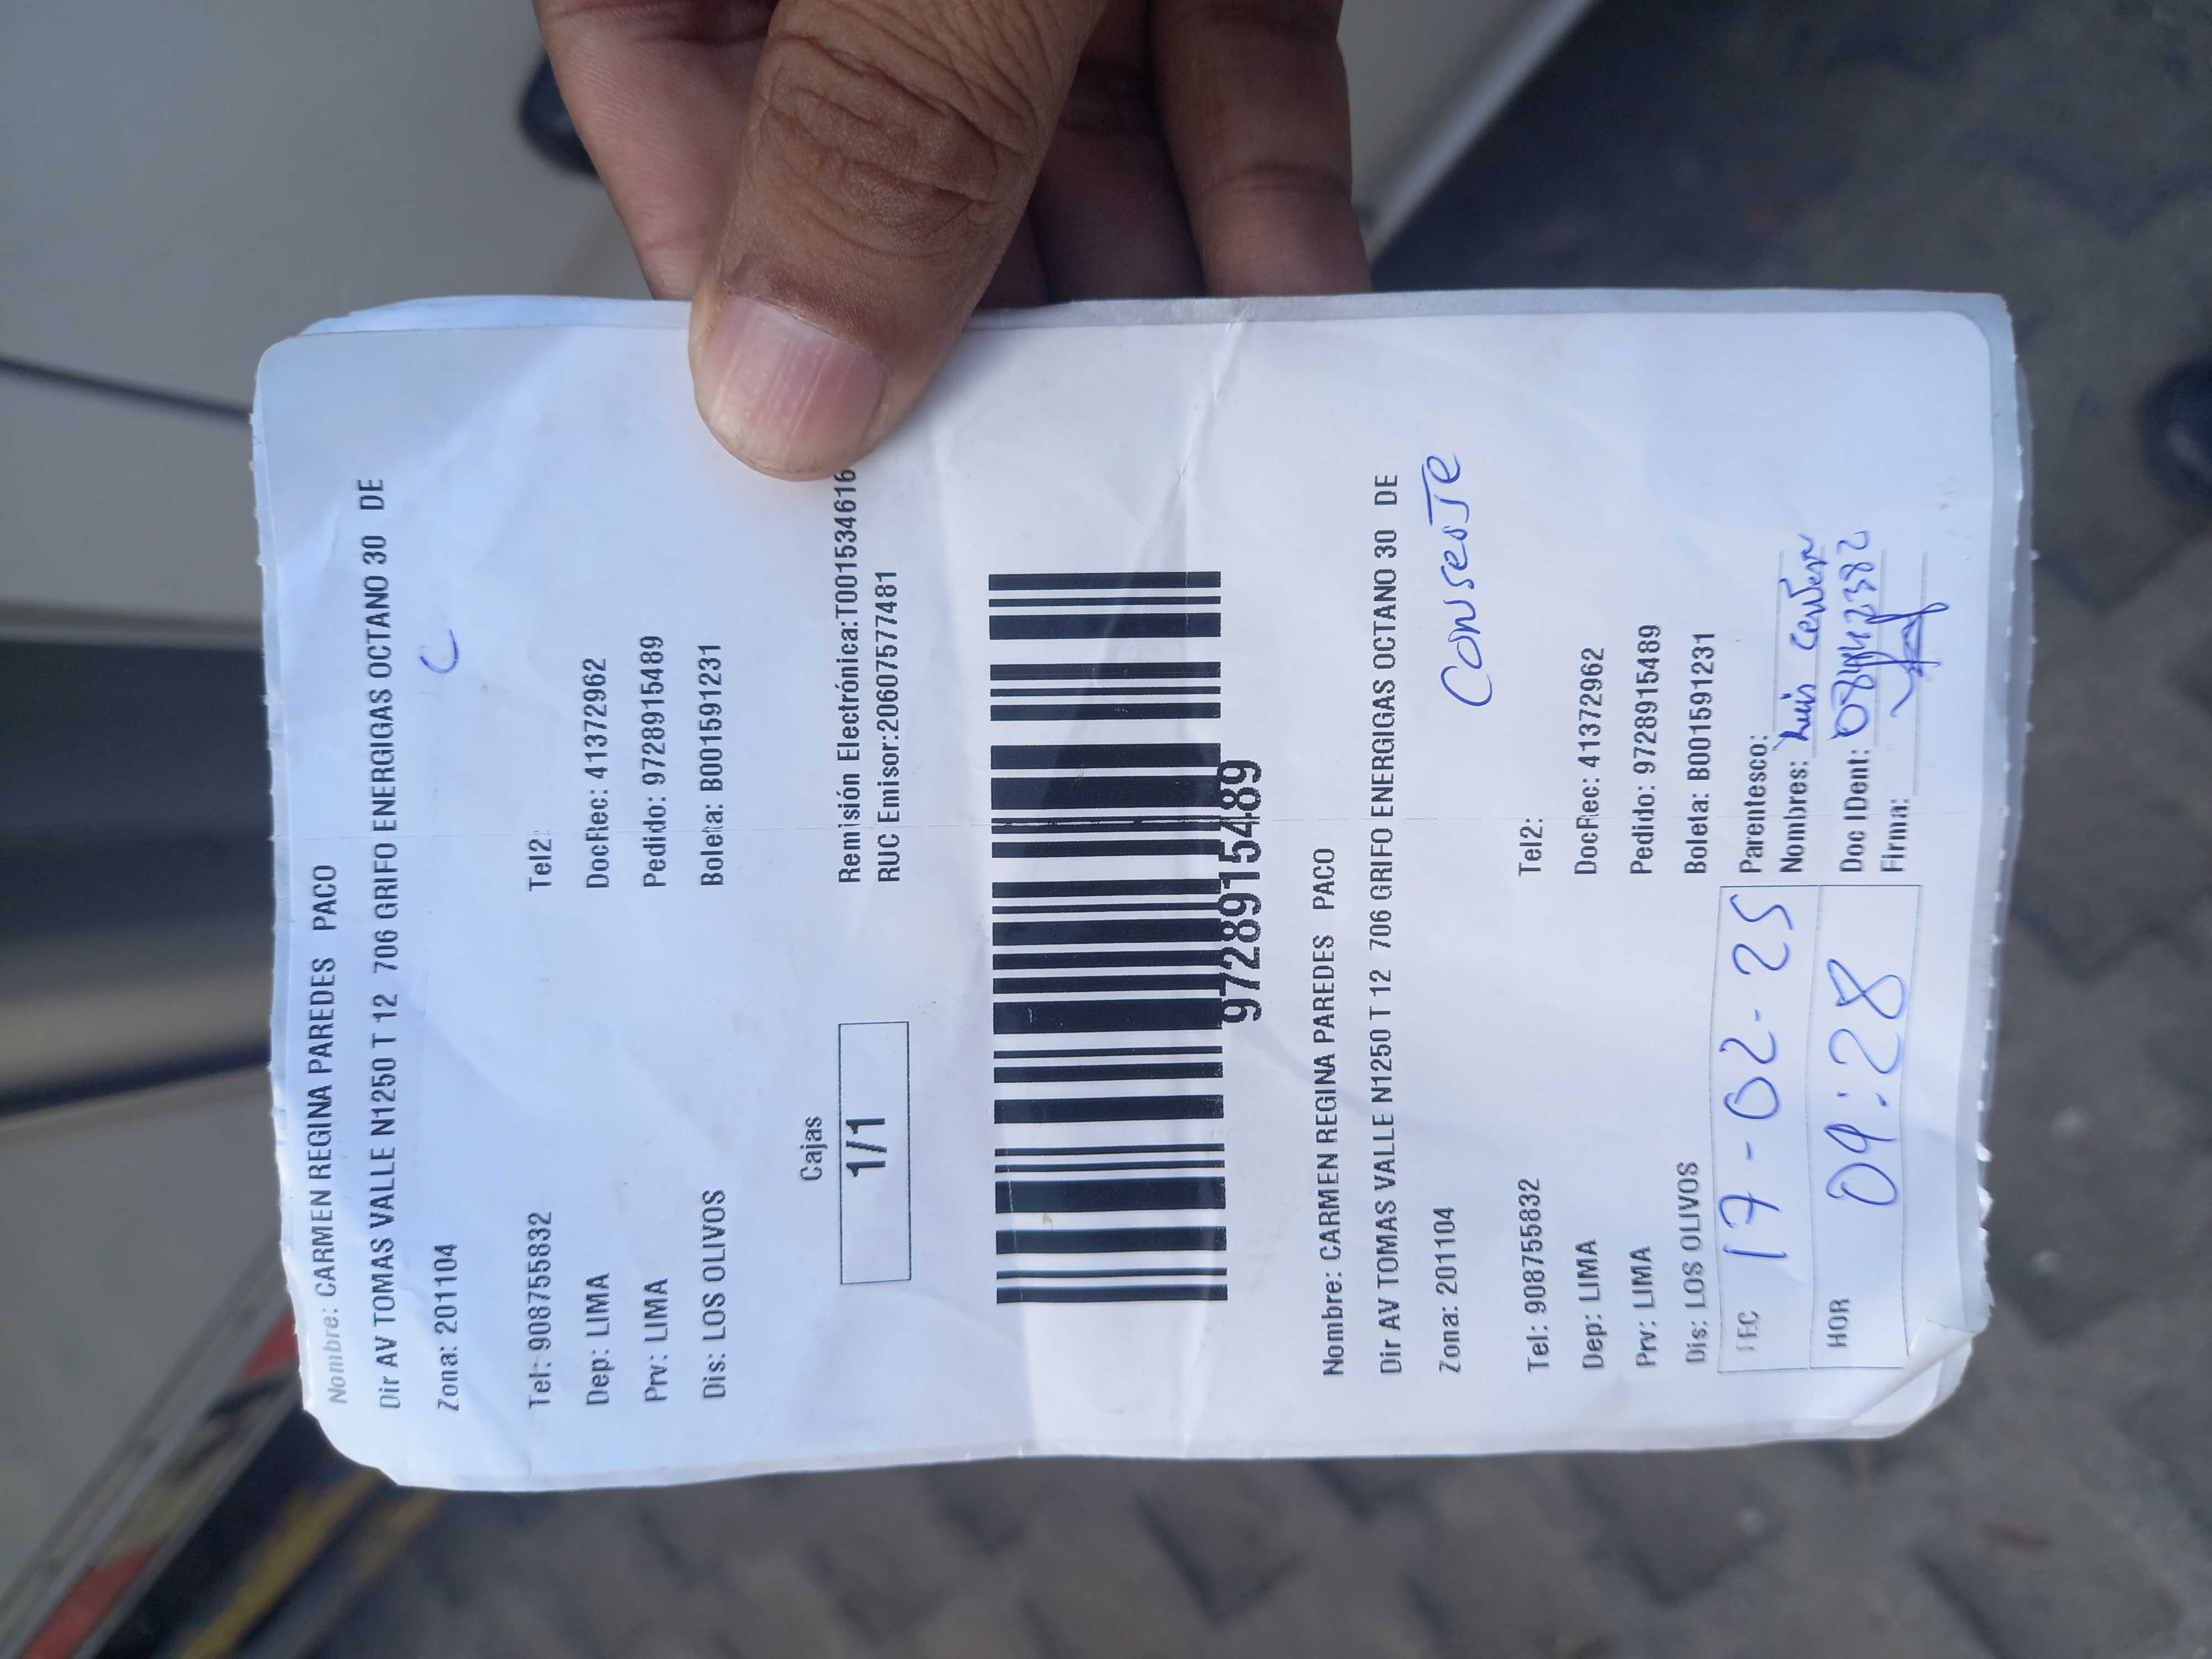 Nombre: CARMEN REGINA PAREDES PACO
Dir AV TOMAS VALLE N1250 T 12 706 GRIFO ENERGIGAS OCTANO 30 DE
Zona: 201104
C
Tel: 908755832 Tel2:
Dep: LIMA DocRec: 41372962
Prv: LIMA Pedido: 9728915489
Dis: LOS OLIVOS Boleta: B001591231
Cajas
1/1
Remisión Electrónica:T001534616
RUC Emisor:20607577481
9728915489
Nombre: CARMEN REGINA PAREDES PACO
Dir AV TOMAS VALLE N1250 T 12 706 GRIFO ENERGIGAS OCTANO 30 DE
Zona: 201104
Tel: 908755832 Tel2:
Dep: LIMA DocRec: 41372962
Prv: LIMA Pedido: 9728915489
Dis: LOS OLIVOS Boleta: B001591231
FEC 17-02-25 Parentesco:
Nombres: Luis
HOR 09:28 Doc IDent:
Firma: